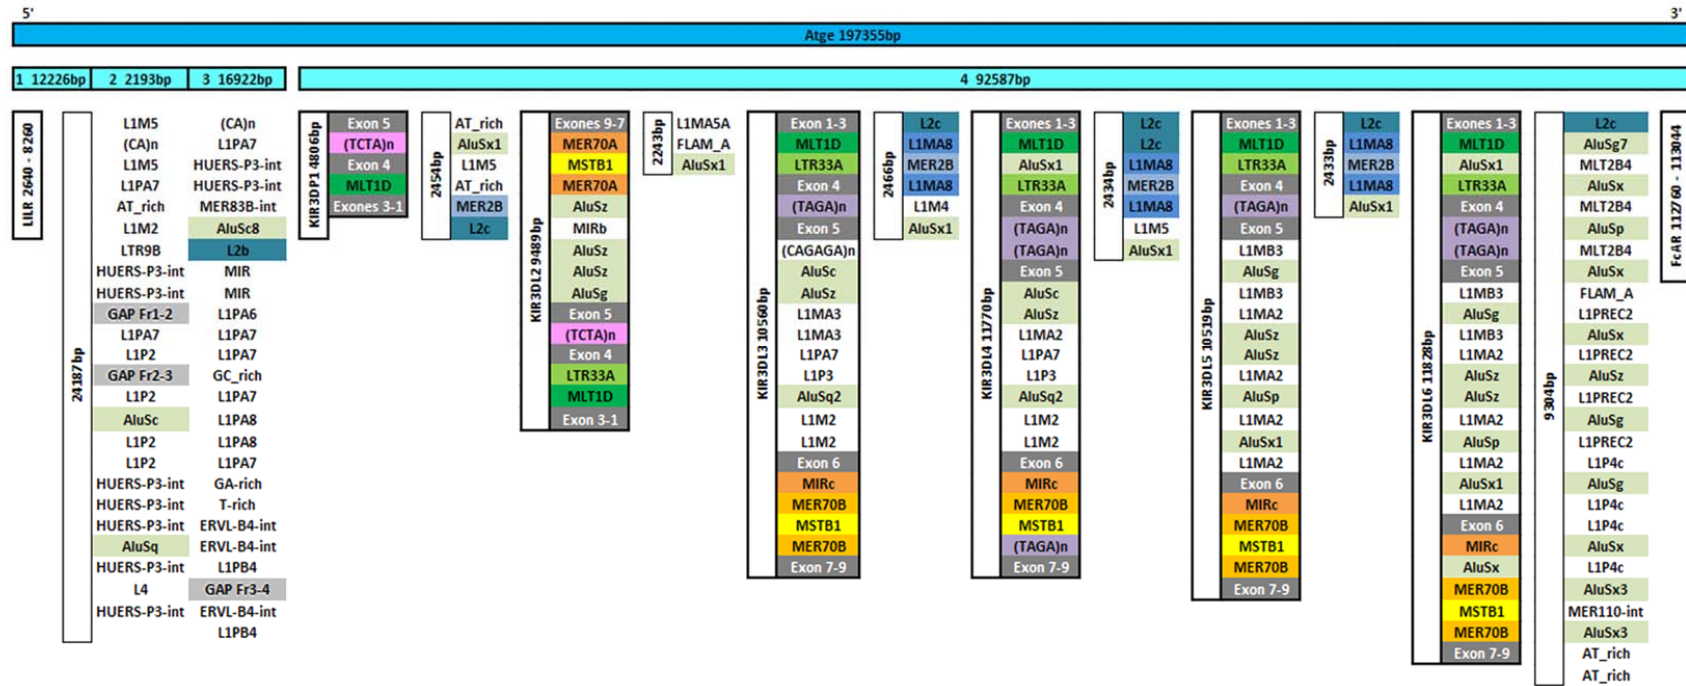 5'
3'
Atge 197355bp
1 12226bp
2 2193bp
3 16922bp
4 92587bp
LILR 2640 - 8260
24187bp
L1M5
(CA)n
L1M5
L1PA7
AT_rich
L1M2
LTR9B
HUERS-P3-int
HUERS-P3-int
GAP Fr1-2
L1PA7
L1P2
GAP Fr2-3
L1P2
AluSc
L1P2
L1P2
HUERS-P3-int
HUERS-P3-int
HUERS-P3-int
AluSq
HUERS-P3-int
L4
HUERS-P3-int
(CA)n
L1PA7
HUERS-P3-int
HUERS-P3-int
MER83B-int
AluSc8
L2b
MIR
MIR
L1PA6
L1PA7
L1PA7
GC_rich
L1PA7
L1PA8
L1PA8
L1PA7
GA-rich
T-rich
ERVL-B4-int
ERVL-B4-int
L1PB4
GAP Fr3-4
ERVL-B4-int
L1PB4
KIR3DP1 4806bp
Exon 5
(TCTA)n
Exon 4
MLT1D
Exones 3-1
2454bp
AT_rich
AluSx1
L1M5
AT_rich
MER2B
L2c
KIR3DL2 9489bp
Exones 9-7
MER70A
MSTB1
MER70A
AluSz
MIRb
AluSz
AluSz
AluSg
Exon 5
(TCTA)n
Exon 4
LTR33A
MLT1D
Exon 3-1
2243bp
L1MA5A
FLAM_A
AluSx1
KIR3DL3 10560bp
Exon 1-3
MLT1D
LTR33A
Exon 4
(TAGA)n
Exon 5
(CAGAGA)n
AluSc
AluSz
L1MA3
L1MA3
L1PA7
L1P3
AluSq2
L1M2
L1M2
Exon 6
MIRc
MER70B
MSTB1
MER70B
Exon 7-9
2466bp
L2c
L1MA8
MER2B
L1MA8
L1M4
AluSx1
KIR3DL4 11770bp
Exones 1-3
MLT1D
AluSx1
LTR33A
Exon 4
(TAGA)n
(TAGA)n
Exon 5
AluSc
AluSz
L1MA2
L1PA7
L1P3
AluSq2
L1M2
L1M2
Exon 6
MIRc
MER70B
MSTB1
(TAGA)n
Exon 7-9
2434bp
L2c
L2c
L1MA8
MER2B
L1MA8
L1M5
AluSx1
KIR3DL5 10519bp
Exones 1-3
MLT1D
LTR33A
Exon 4
(TAGA)n
Exon 5
L1MB3
AluSg
L1MB3
L1MA2
AluSz
AluSz
L1MA2
AluSp
L1MA2
AluSx1
L1MA2
Exon 6
MIRc
MER70B
MSTB1
MER70B
Exon 7-9
2433bp
L2c
L1MA8
MER2B
L1MA8
AluSx1
KIR3DL6 11828bp
Exones 1-3
MLT1D
AluSx1
LTR33A
Exon 4
(TAGA)n
(TAGA)n
Exon 5
L1MB3
AluSg
L1MB3
L1MA2
AluSz
AluSz
L1MA2
AluSp
L1MA2
AluSx1
L1MA2
Exon 6
MIRc
AluSx
MER70B
MSTB1
MER70B
Exon 7-9
9304bp
L2c
AluSg7
MLT2B4
AluSx
MLT2B4
AluSp
MLT2B4
AluSx
FLAM_A
L1PREC2
AluSx
L1PREC2
AluSz
L1PREC2
AluSg
L1PREC2
L1P4c
AluSg
L1P4c
L1P4c
AluSx
L1P4c
AluSx3
MER110-int
AluSx3
AT_rich
AT_rich
FcAR 112760 - 113044